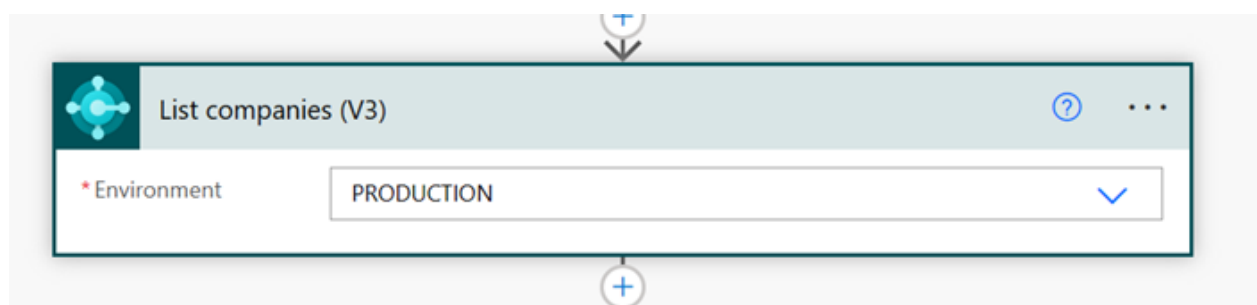 List companies (V3)
* Environment
PRODUCTION